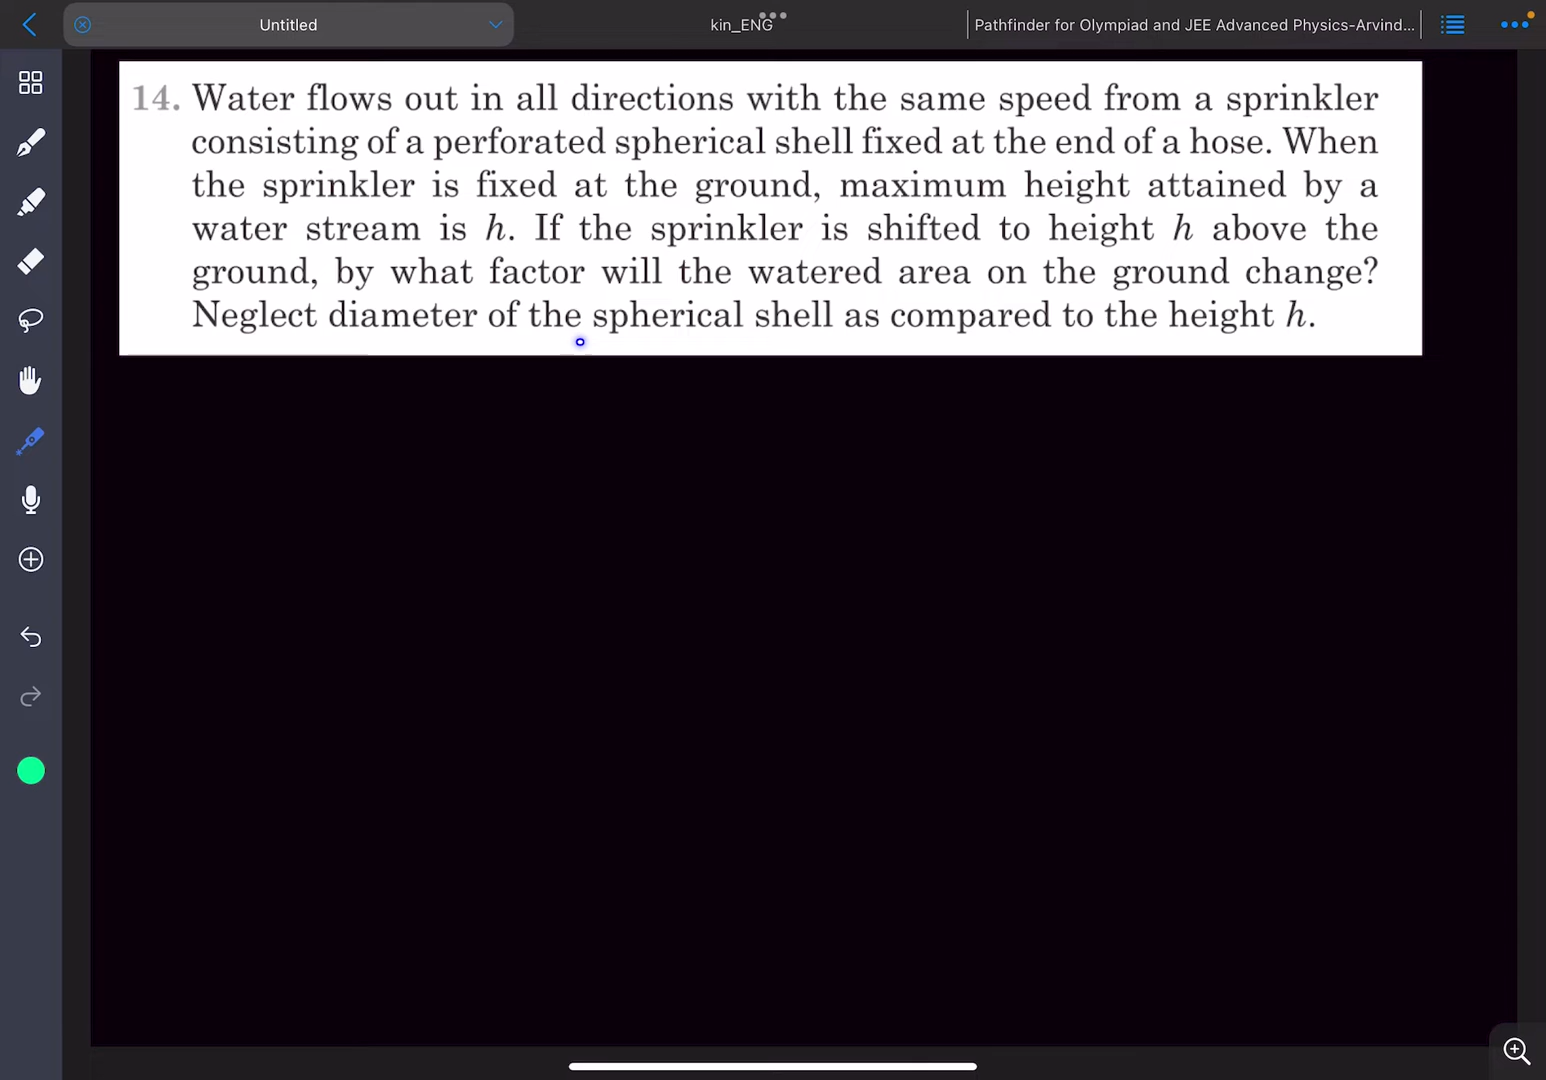 Untitled
kin_ENG
Pathfinder for Olympiad and JEE Advanced Physics-Arvind...
14. Water flows out in all directions with the same speed from a sprinkler
consisting of a perforated spherical shell fixed at the end of a hose. When
the sprinkler is fixed at the ground, maximum height attained by a
water stream is h. If the sprinkler is shifted to height h above the
ground, by what factor will the watered area on the ground change?
Neglect diameter of the spherical shell as compared to the height h.